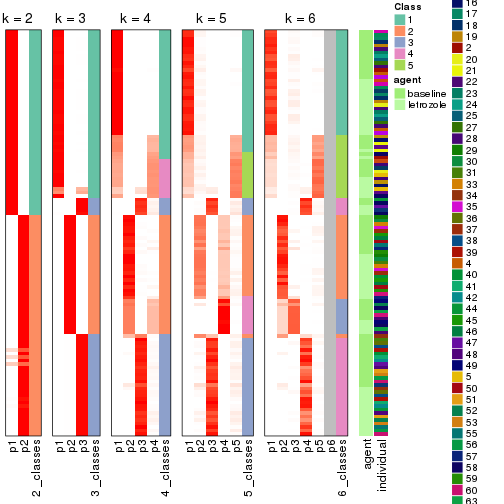 k = 2 k = 3 k = 4 k = 5 k = 6
Class
1
2
3
4
5
agent
baseline
letrozole
16
17
18
19
2
20
21
22
23
24
25
27
28
29
30
31
33
34
35
36
37
38
39
4
40
41
42
44
45
46
47
48
49
5
50
51
52
53
55
56
57
58
59
60
63
p1
p2
2_classes
p1
p2
p3
3_classes
p1
p2
p3
p4
4_classes
p1
p2
p3
p4
p5
5_classes
p1
p2
p3
p4
p5
p6
6_classes
agent
individual